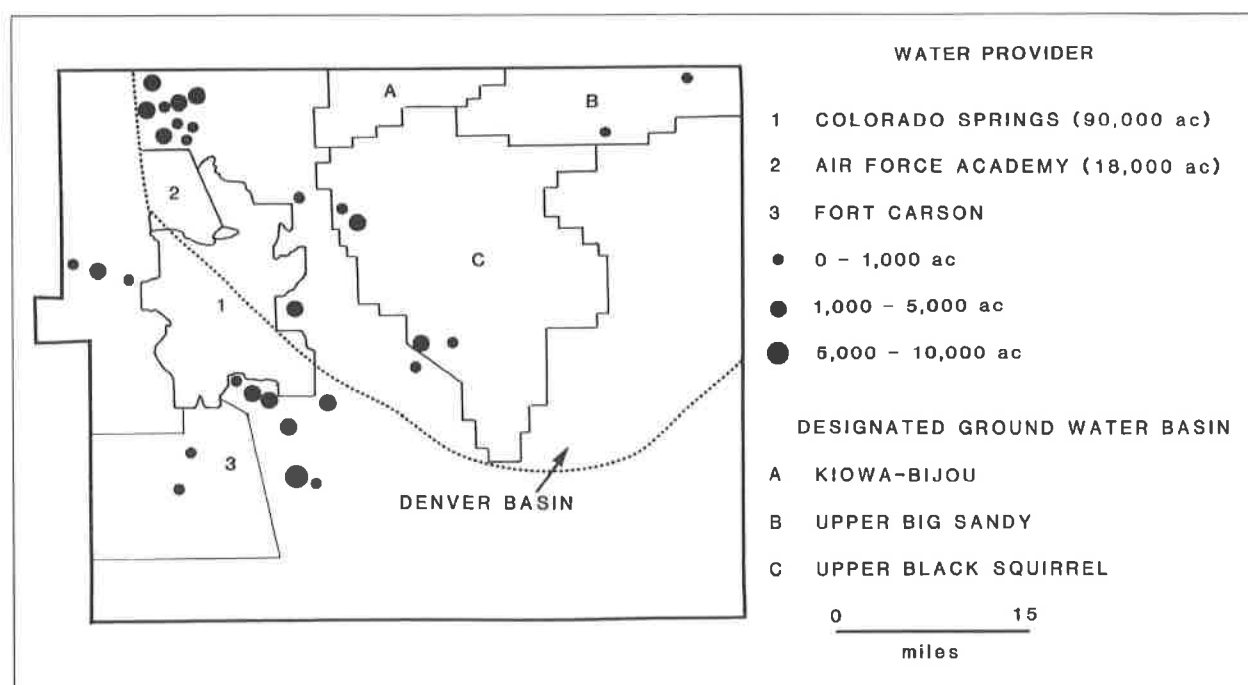 WATER PROVIDER
1 COLORADO SPRINGS (90,000 ac)
2 AIR FORCE ACADEMY (18,000 ac)
3 FORT CARSON
0 – 1,000 ac
1,000 – 5,000 ac
5,000 – 10,000 ac
DESIGNATED GROUND WATER BASIN
A KIOWA-BIJOU
B UPPER BIG SANDY
C UPPER BLACK SQUIRREL
0 15
miles
A
B
2
C
1
3
DENVER BASIN